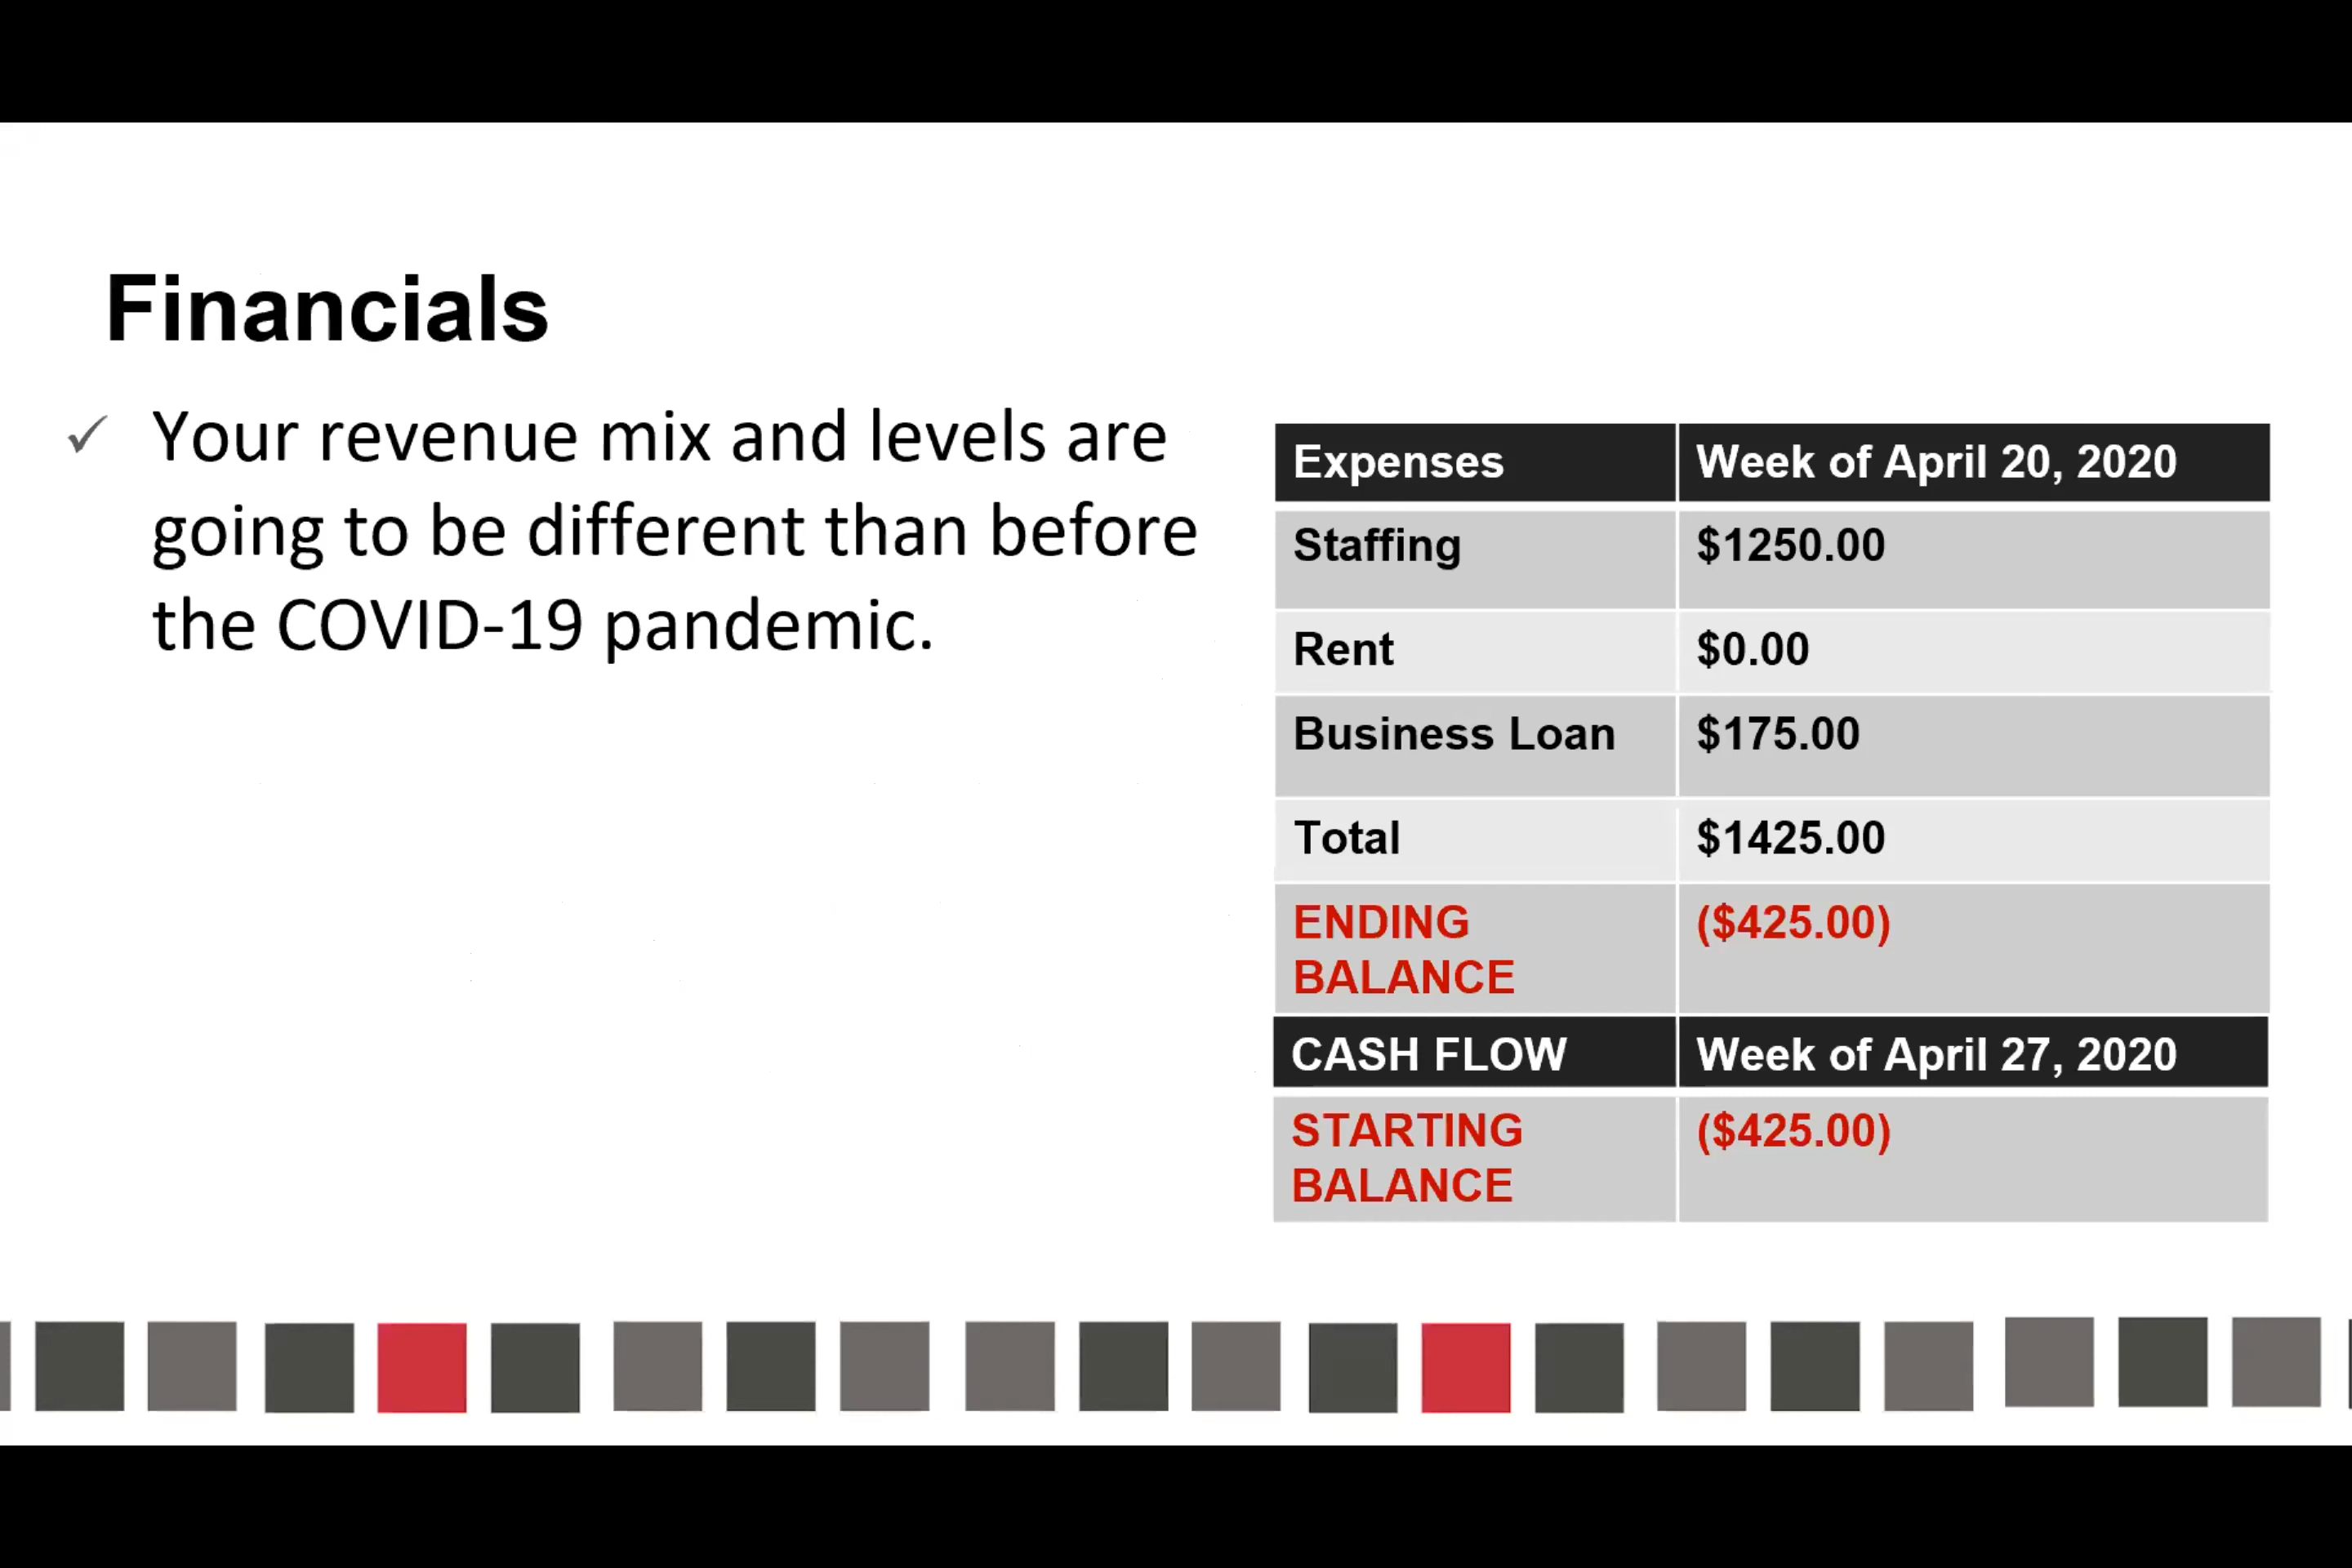 Financials
✓ Your revenue mix and levels are
going to be different than before
the COVID-19 pandemic.
Expenses Week of April 20, 2020
Staffing $1250.00
Rent $0.00
Business Loan $175.00
Total $1425.00
ENDING ($425.00)
BALANCE
CASH FLOW Week of April 27, 2020
STARTING ($425.00)
BALANCE